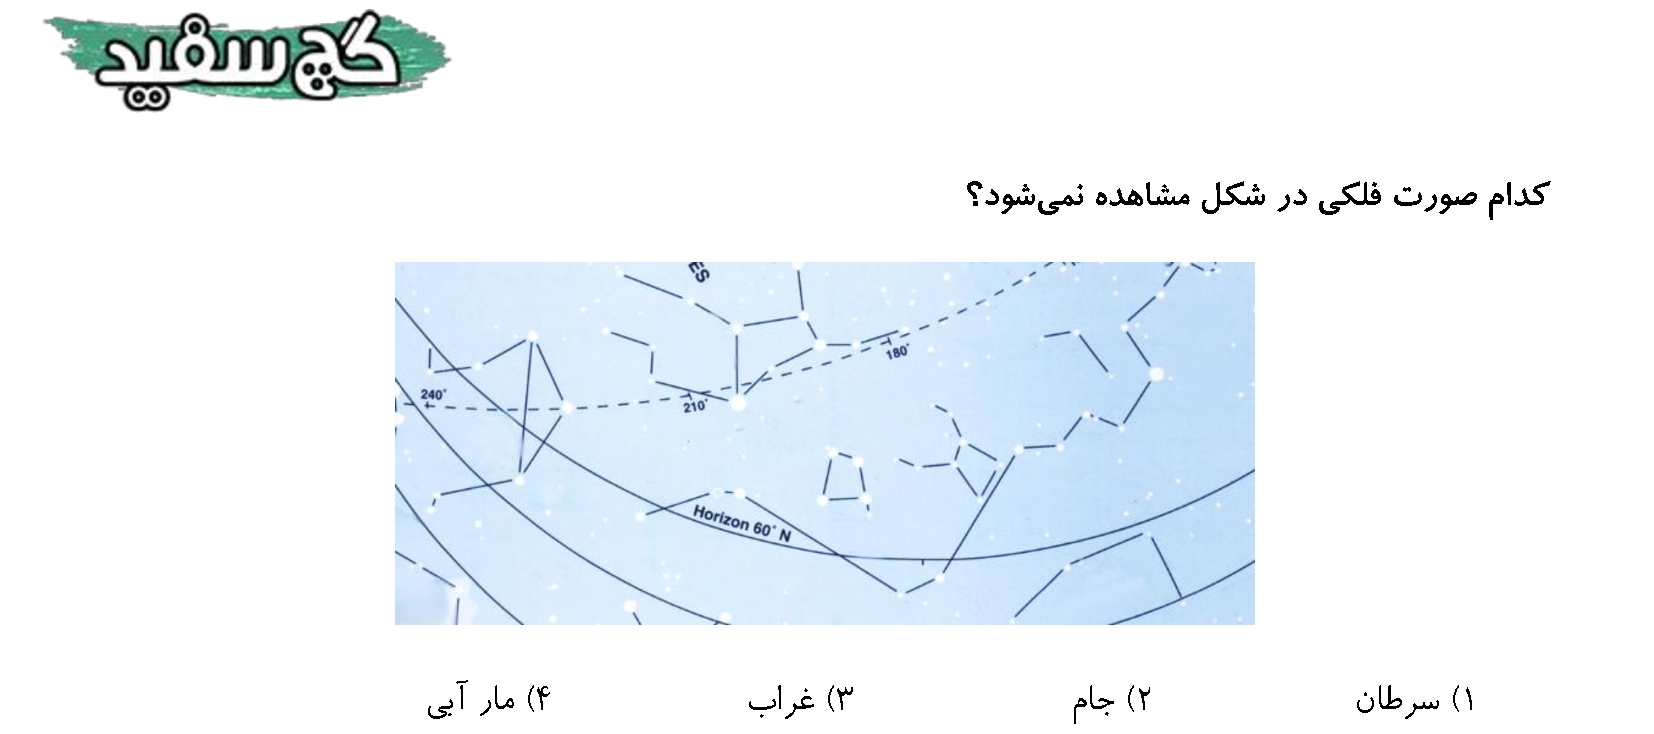 گچ سفید
کدام صورت فلکی در شکل مشاهده نمی‌شود؟
ES
180°
240°
210°
Horizon 60° N
۱) سرطان ۲) جام ۳) غراب ۴) مار آبی